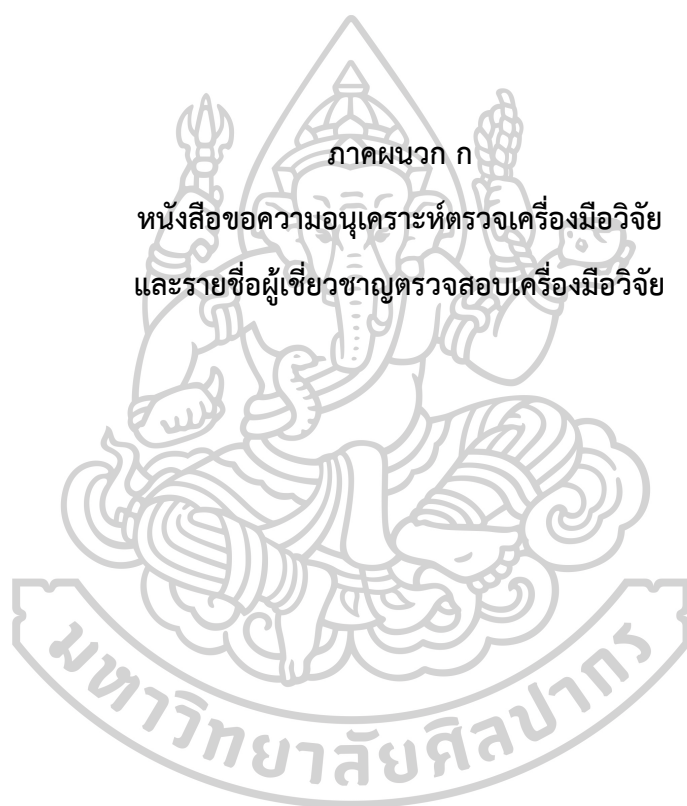 ภาคผนวก ก
หนังสือขอความอนุเคราะห์ตรวจเครื่องมือวิจัย
และรายชื่อผู้เชี่ยวชาญตรวจสอบเครื่องมือวิจัย
มหาวิทยาลัยศิลปากร